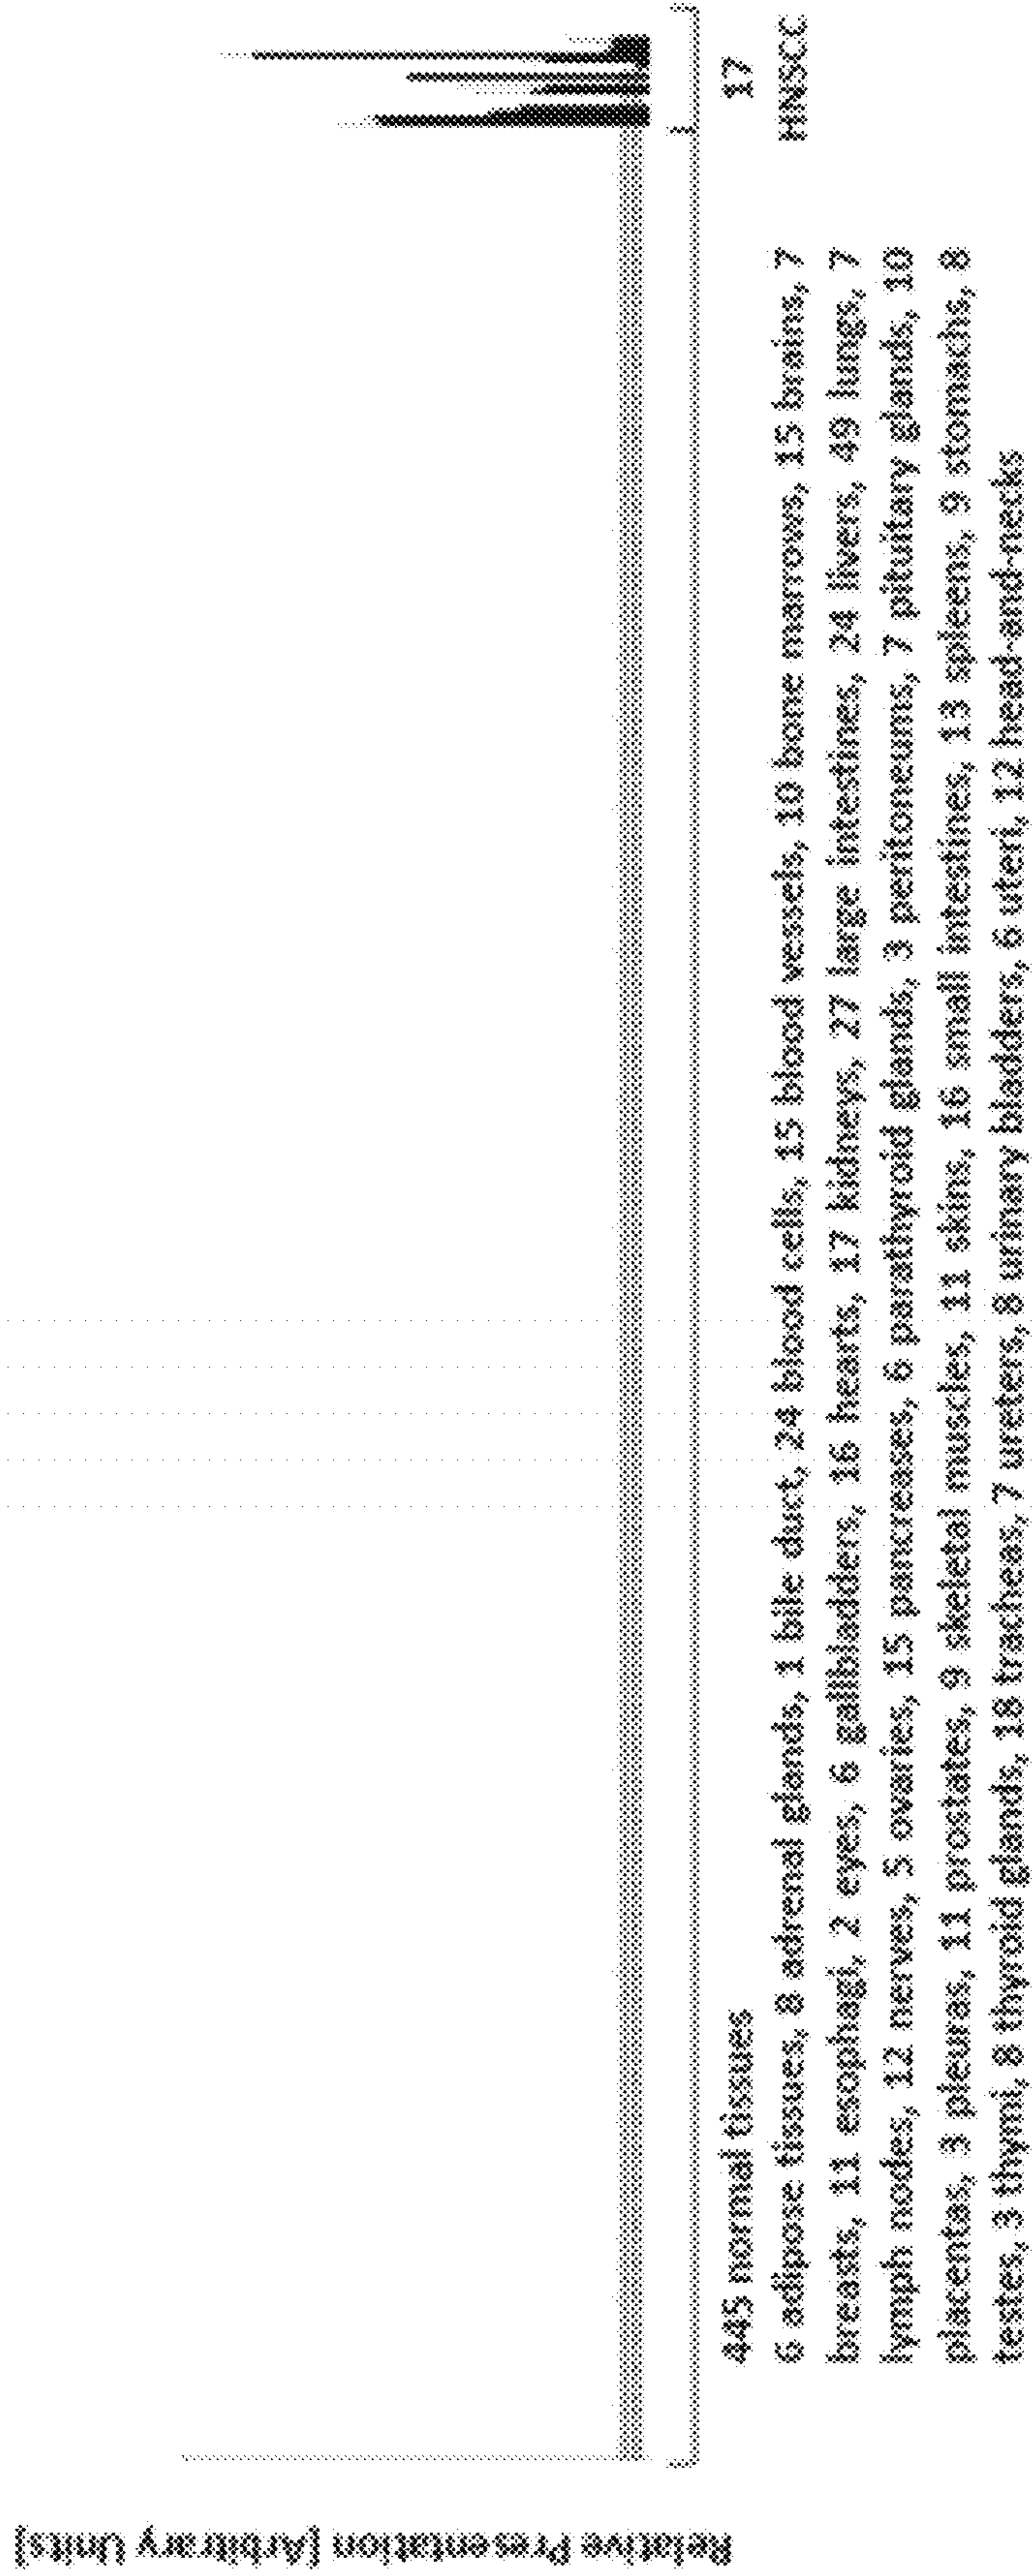 Relative Presentation [Arbitrary Units]
445 normal tissues
17
6 adipose tissues, 8 adrenal glands, 1 bile duct, 24 blood cells, 15 blood vessels, 10 bone marrows, 15 brains, 7
HNSCC
breasts, 11 esophagi, 2 eyes, 6 gallbladders, 16 hearts, 17 kidneys, 27 large intestines, 24 livers, 49 lungs, 7
lymph nodes, 12 nerves, 5 ovaries, 15 pancreases, 6 parathyroid glands, 3 peritoneums, 7 pituitary glands, 10
placentas, 3 pleuras, 11 prostates, 9 skeletal muscles, 11 skins, 16 small intestines, 13 spleens, 9 stomachs, 8
testes, 3 thymi, 8 thyroid glands, 18 tracheas, 7 ureters, 8 urinary bladders, 6 uteri, 12 head-and-necks